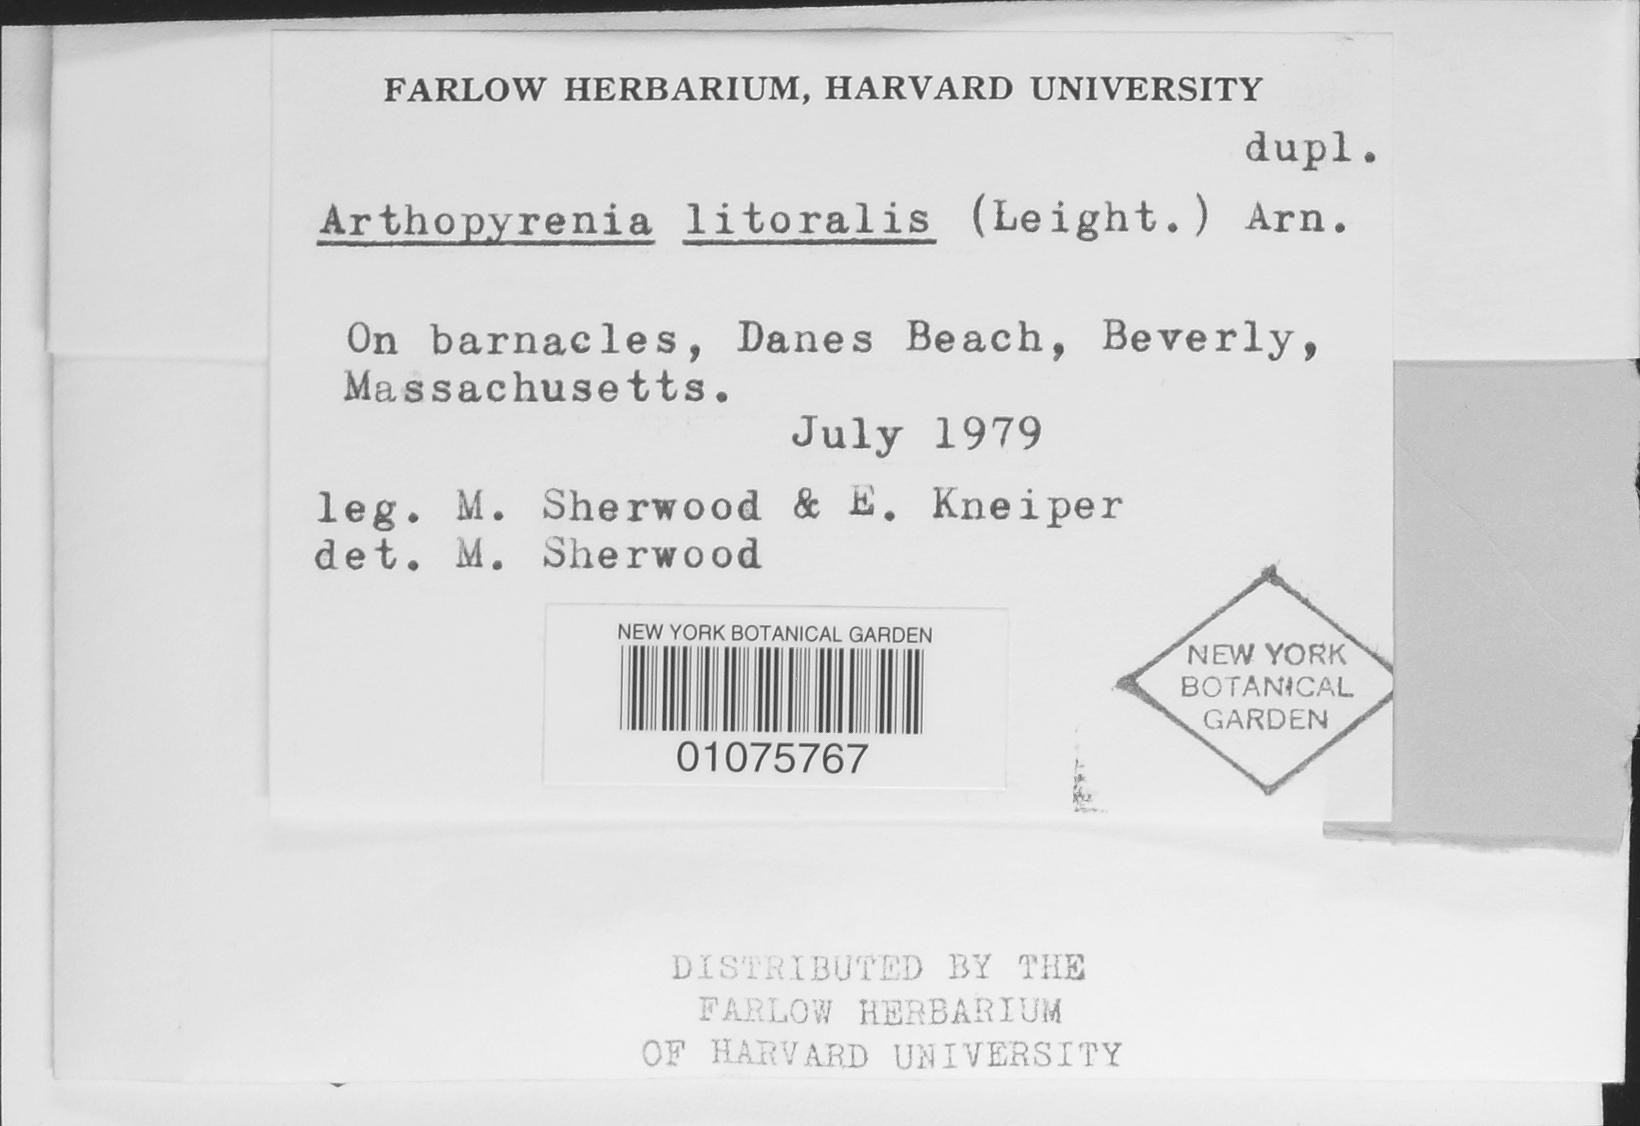 FARLOW HERBARIUM, HARVARD UNIVERSITY
dupl.
Arthopyrenia litoralis (Leight.) Arn.
On barnacles, Danes Beach, Beverly,
Massachusetts.
July 1979
leg. M. Sherwood & E. Kneiper
det. M. Sherwood
NEW YORK BOTANICAL GARDEN
01075767
NEW YORK
BOTANICAL
GARDEN
DISTRIBUTED BY THE
FARLOW HERBARIUM
OF HARVARD UNIVERSITY